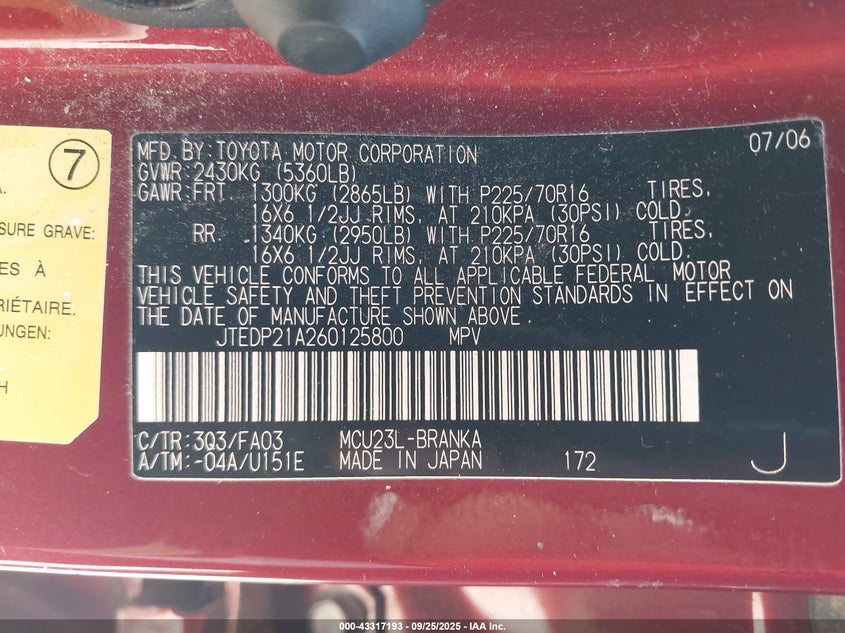 7
A.
SURE GRAVE:
ES À
PRIÉTAIRE.
UNGEN:
H
MFD. BY: TOYOTA MOTOR CORPORATION 07/06
GVWR: 2430KG (5360LB)
GAWR: FRT 1300KG (2865LB) WITH P225/70R16 TIRES,
16X6 1/2JJ RIMS, AT 210KPA (30PSI) COLD.
RR 1340KG (2950LB) WITH P225/70R16 TIRES,
16X6 1/2JJ RIMS, AT 210KPA (30PSI) COLD.
THIS VEHICLE CONFORMS TO ALL APPLICABLE FEDERAL MOTOR
VEHICLE SAFETY AND THEFT PREVENTION STANDARDS IN EFFECT ON
THE DATE OF MANUFACTURE SHOWN ABOVE.
JTEDP21A260125800 MPV
C/TR: 3Q3/FA03 MCU23L-BRANKA
A/TM: -04A/U151E MADE IN JAPAN 172 J
000-43317193 - 09/25/2025 - IAA Inc.